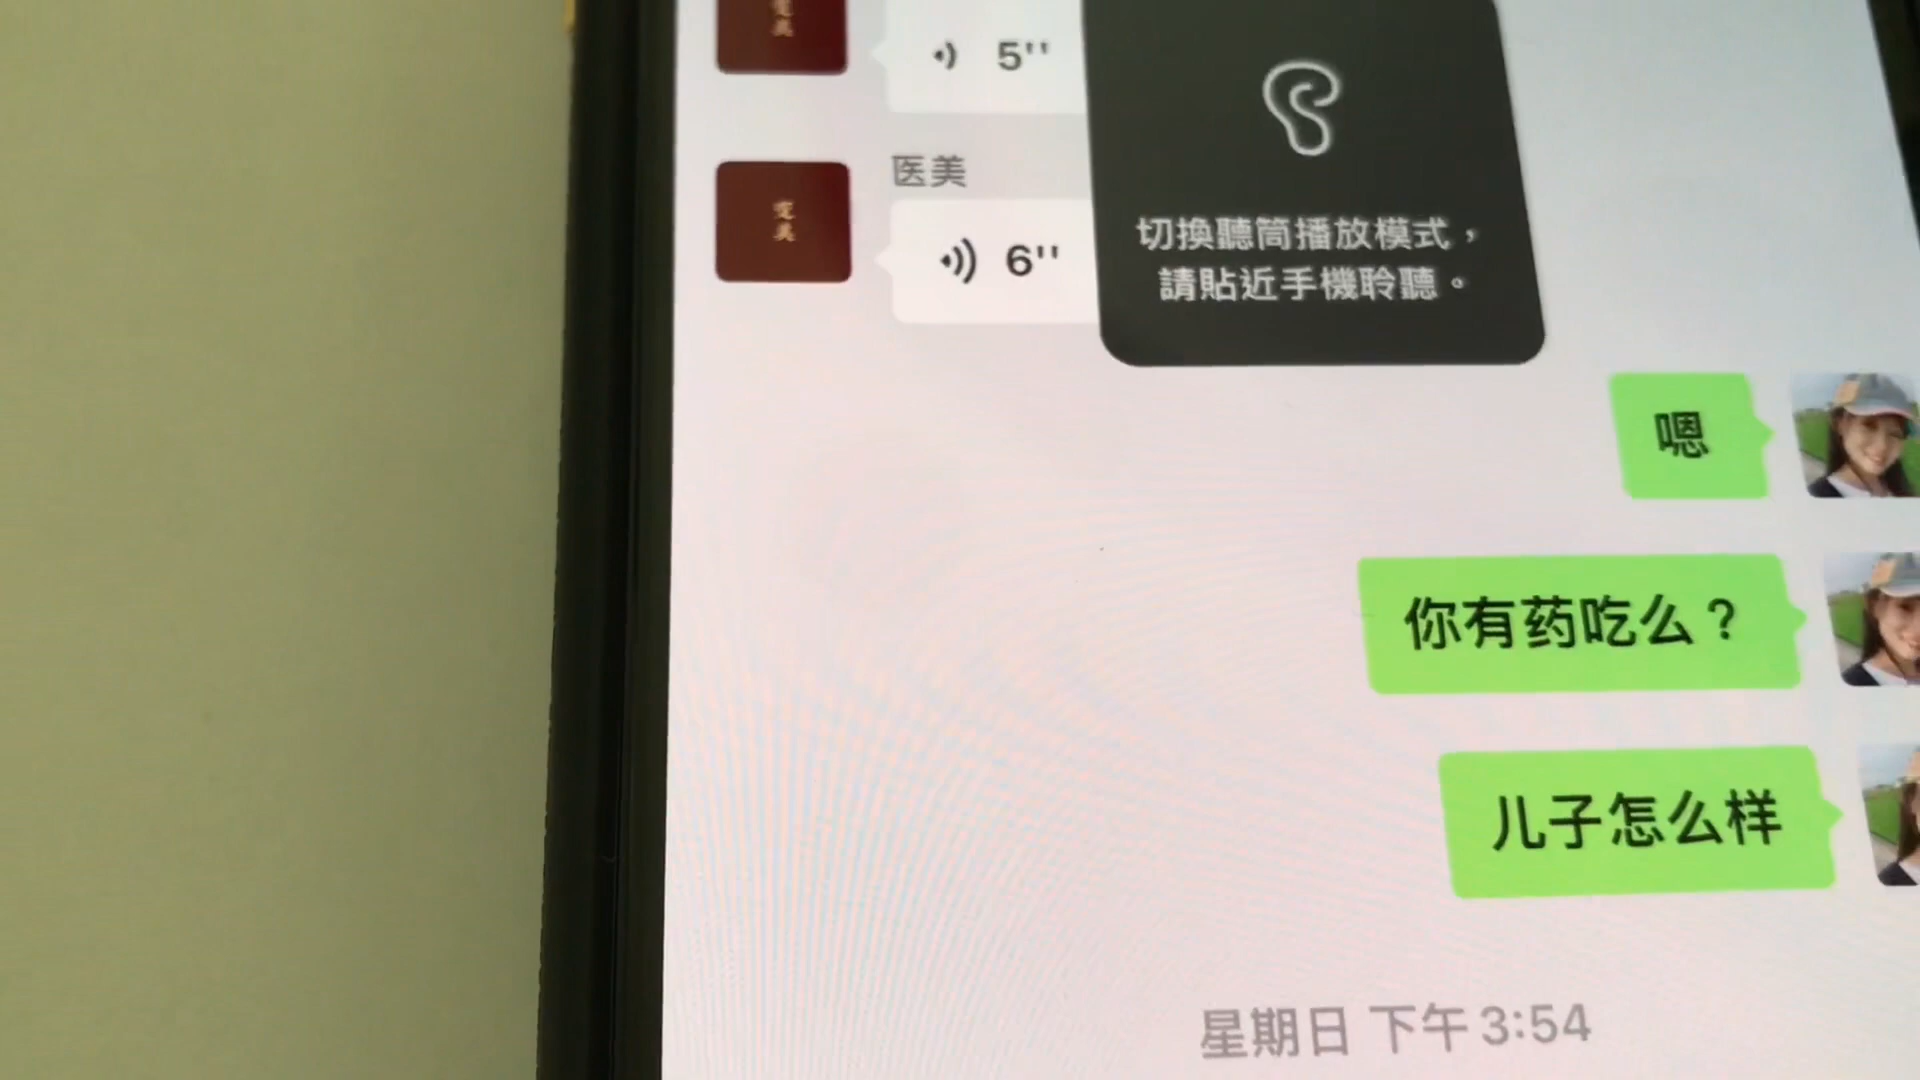 5''
医美
6''
切換聽筒播放模式，
請貼近手機聆聽。
嗯
你有药吃么？
儿子怎么样
星期日 下午 3:54